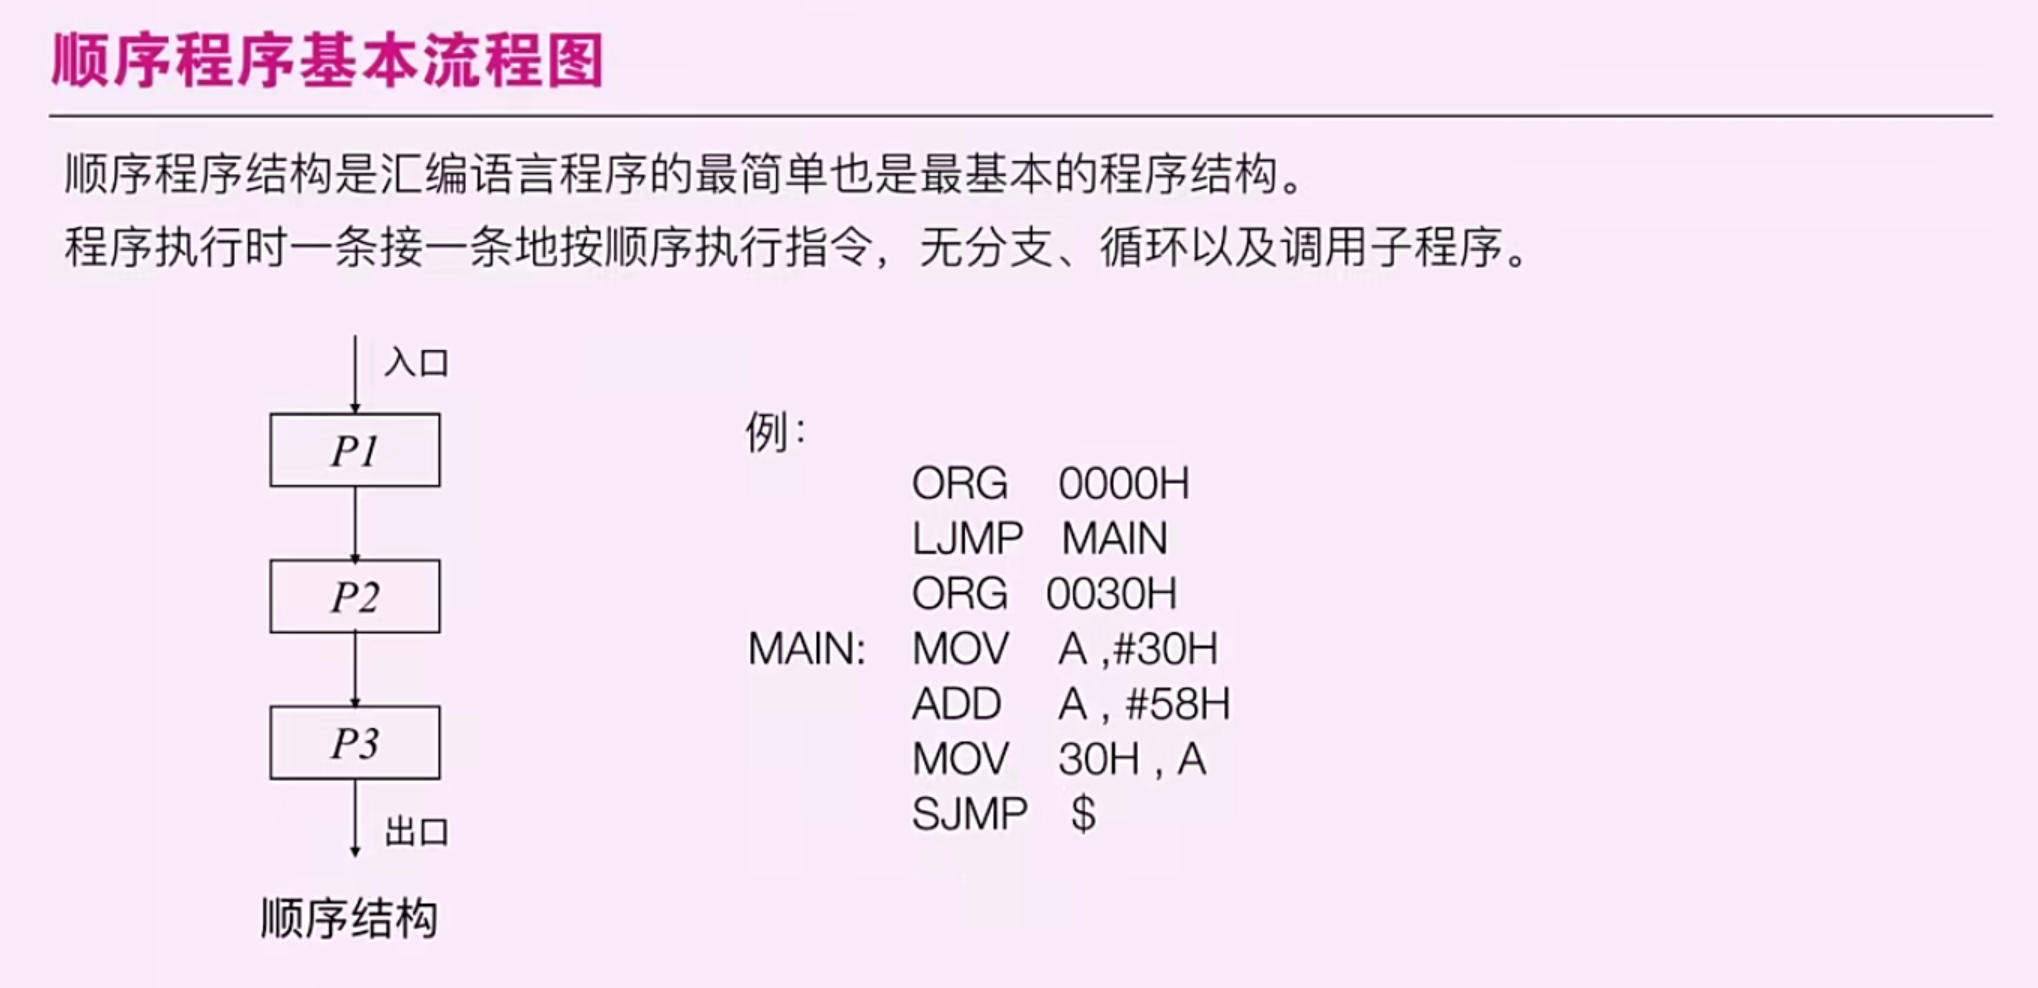 顺序程序基本流程图
顺序程序结构是汇编语言程序的最简单也是最基本的程序结构。
程序执行时一条接一条地按顺序执行指令，无分支、循环以及调用子程序。
入口
P1
P2
P3
出口
顺序结构
例：
ORG 0000H
LJMP MAIN
ORG 0030H
MAIN: MOV A ,#30H
ADD A , #58H
MOV 30H , A
SJMP $